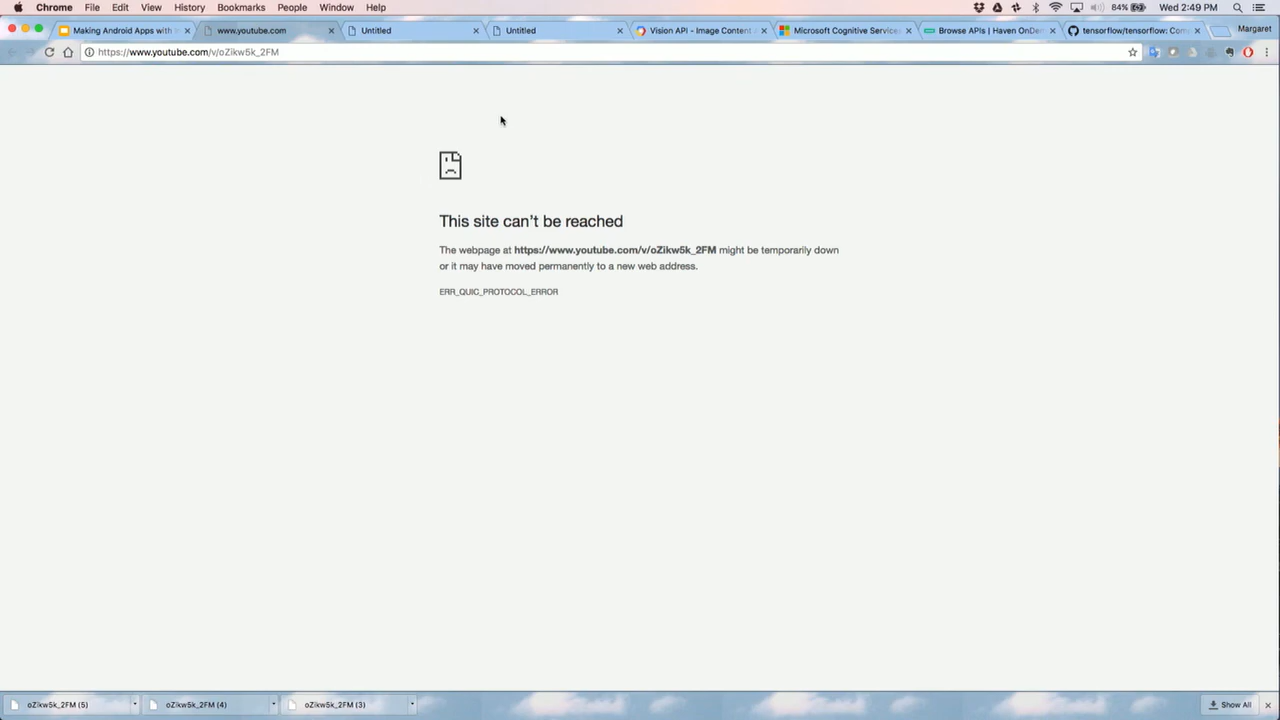 Chrome File Edit View History Bookmarks People Window Help 84% Wed 2:49 PM
Making Android Apps with www.youtube.com Untitled Untitled Vision API - Image Content Microsoft Cognitive Service Browse APIs | Haven OnDe tensorflow/tensorflow: Com Margaret
https://www.youtube.com/v/oZikw5k_2FM
This site can't be reached
The webpage at https://www.youtube.com/v/oZikw5k_2FM might be temporarily down
or it may have moved permanently to a new web address.
ERR_QUIC_PROTOCOL_ERROR
oZikw5k_2FM (5) oZikw5k_2FM (4) oZikw5k_2FM (3) Show All